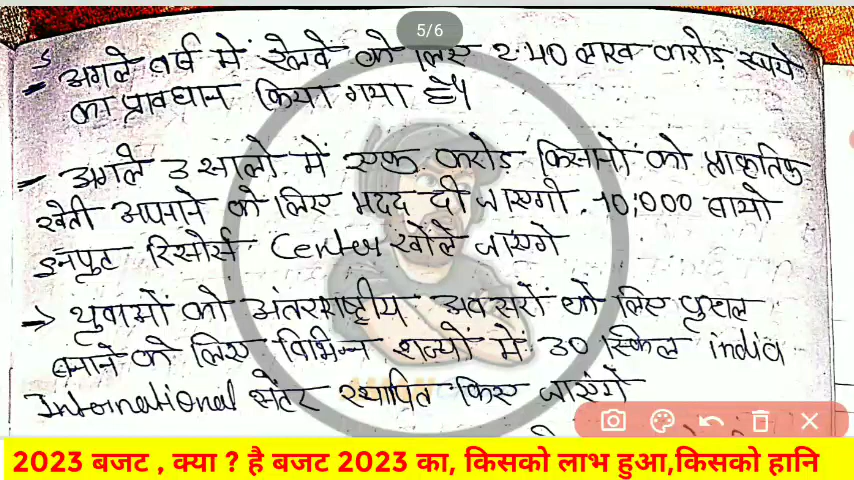 5/6
- अगले वर्ष में रेलवे के लिए 2.40 लाख करोड़ रुपये
का प्रावधान किया गया है।
- अगले 3 सालो में एक करोड़ किसानों को प्राकृतिक
खेती अपनाने के लिए मदद दी जाएगी. 10,000 बायो
इनपुट रिसोर्स Center खोले जाएंगे
→ युवाओं को अंतरराष्ट्रीय अवसरों के लिए कुशल
बनाने के लिए विभिन्न राज्यों में 30 स्किल india
International सेंटर स्थापित किए जाएंगे
2023 बजट , क्या ? है बजट 2023 का, किसको लाभ हुआ,किसको हानि